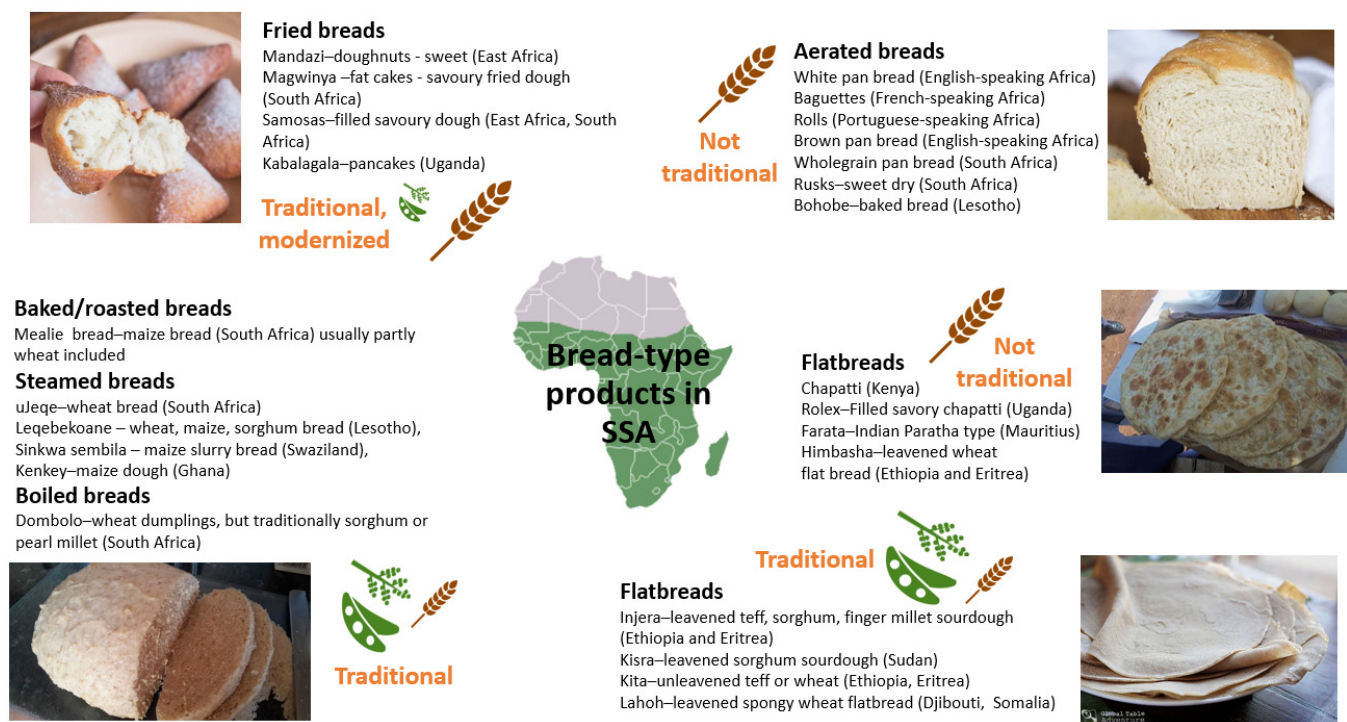 Fried breads
Mandazi–doughnuts - sweet (East Africa)
Magwinya –fat cakes - savoury fried dough
(South Africa)
Samosas–filled savoury dough (East Africa, South
Africa)
Kabalagala–pancakes (Uganda)
Traditional,
modernized
Aerated breads
White pan bread (English-speaking Africa)
Baguettes (French-speaking Africa)
Rolls (Portuguese-speaking Africa)
Brown pan bread (English-speaking Africa)
Wholegrain pan bread (South Africa)
Rusks–sweet dry (South Africa)
Bohobe–baked bread (Lesotho)
Not
traditional
Baked/roasted breads
Mealie  bread–maize bread (South Africa) usually partly
wheat included
Steamed breads
uJeqe–wheat bread (South Africa)
Leqebekoane – wheat, maize, sorghum bread (Lesotho),
Sinkwa sembila – maize slurry bread (Swaziland),
Kenkey–maize dough (Ghana)
Boiled breads
Dombolo–wheat dumplings, but traditionally sorghum or
pearl millet (South Africa)
Traditional
Bread-type
products in
SSA
Flatbreads
Chapatti (Kenya)
Rolex–Filled savory chapatti (Uganda)
Farata–Indian Paratha type (Mauritius)
Himbasha–leavened wheat
flat bread (Ethiopia and Eritrea)
Not
traditional
Traditional
Flatbreads
Injera–leavened teff, sorghum, finger millet sourdough
(Ethiopia and Eritrea)
Kisra–leavened sorghum sourdough (Sudan)
Kita–unleavened teff or wheat (Ethiopia, Eritrea)
Lahoh–leavened spongy wheat flatbread (Djibouti,  Somalia)
Global Table
Adventure